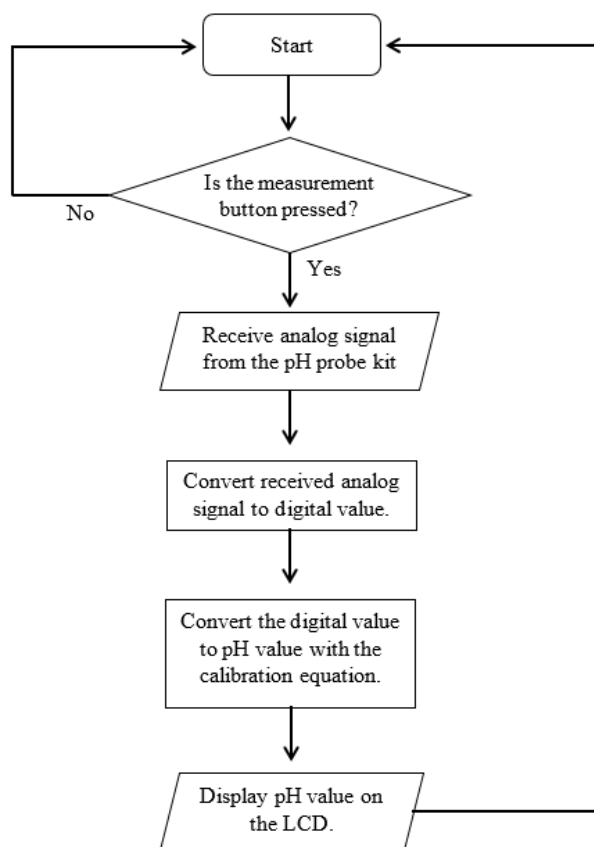 Start
Is the measurement
button pressed?
No
Yes
Receive analog signal
from the pH probe kit
Convert received analog
signal to digital value.
Convert the digital value
to pH value with the
calibration equation.
Display pH value on
the LCD.